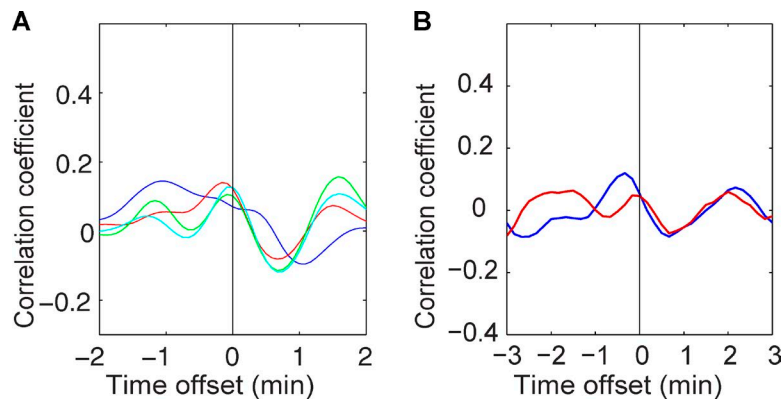 A
Correlation coefficient
0.4
0.2
0
−0.2
−2 −1 0 1 2
Time offset (min)
B
Correlation coefficient
0.4
0.2
0
−0.2
−0.4
−3 −2 −1 0 1 2 3
Time offset (min)